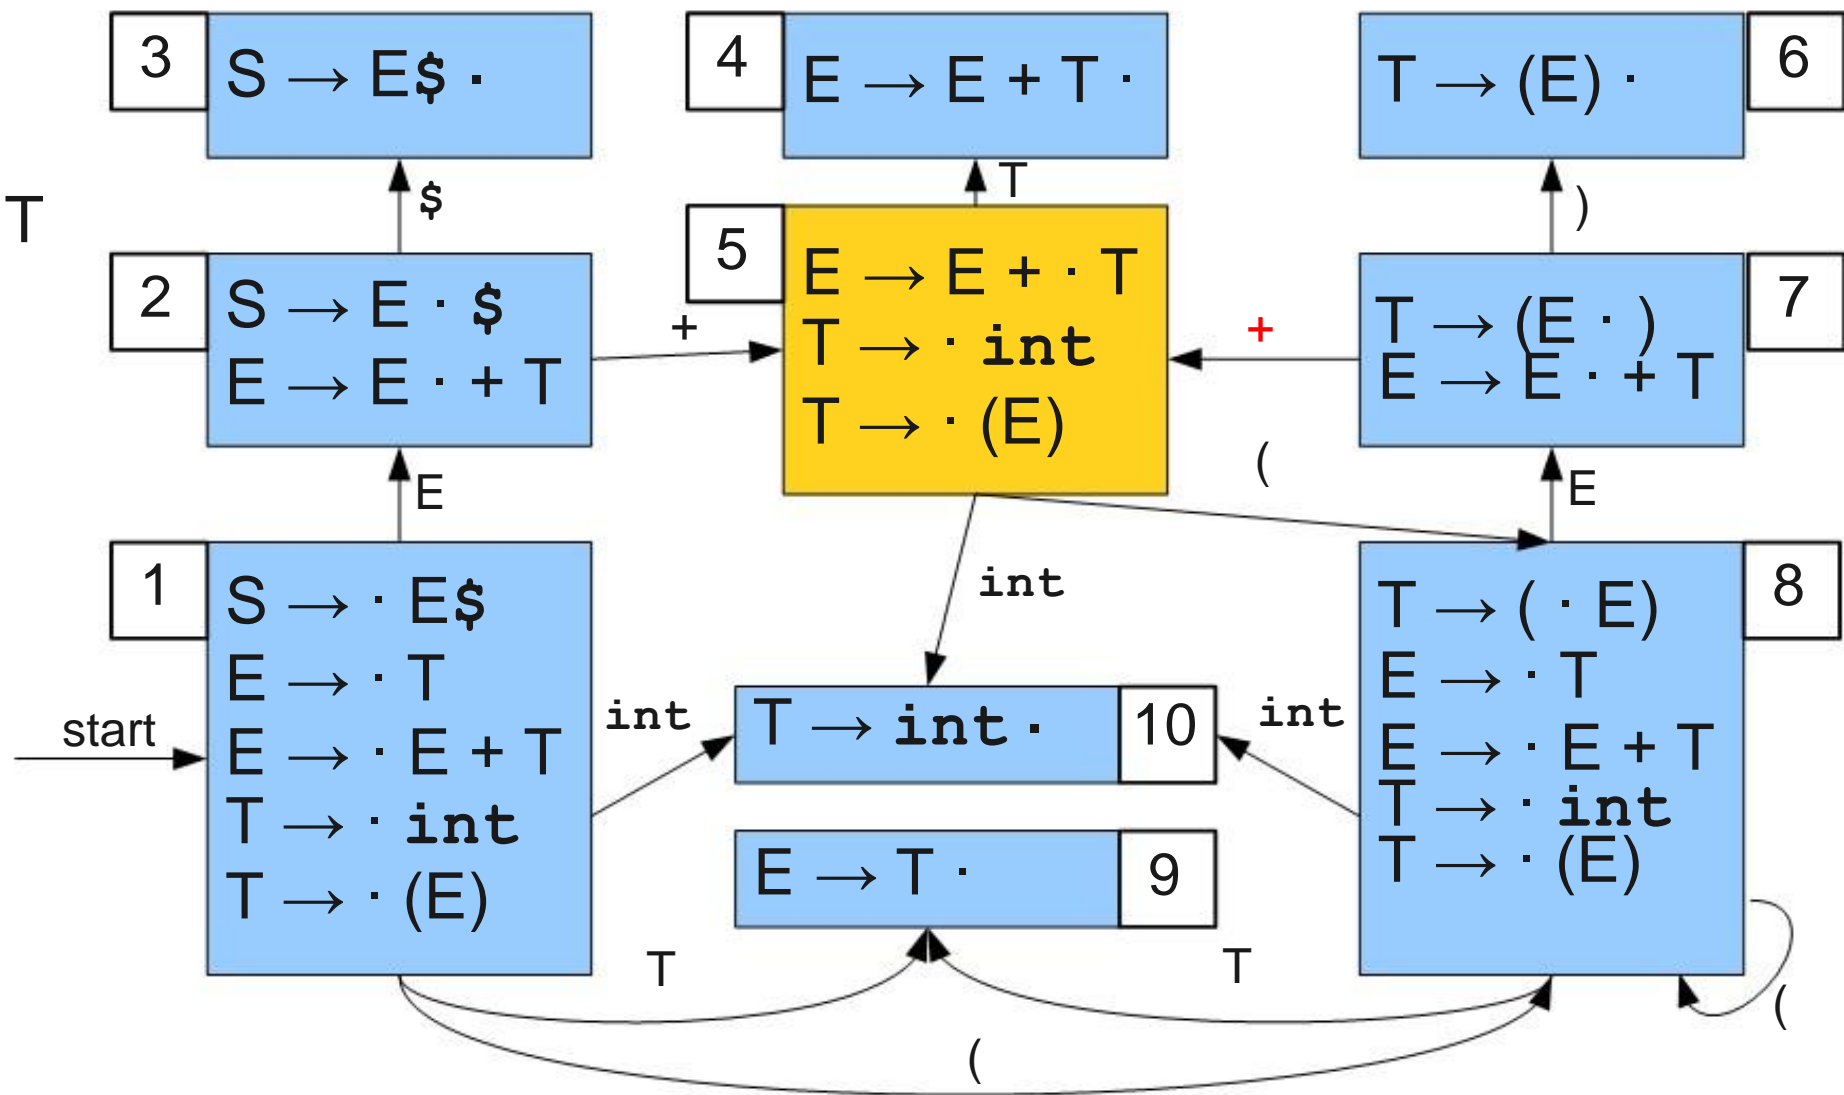 3
S → E$ ·
4
E → E + T ·
T → (E) ·
6
$
T
)
T
2
S → E · $
E → E · + T
+
5
E → E + · T
T → · int
T → · (E)
+
T → (E · )
E → E · + T
7
E
(
E
1
S → · E$
E → · T
E → · E + T
T → · int
T → · (E)
start
int
int
T → int ·
10
int
E → T ·
9
T → ( · E)
E → · T
E → · E + T
T → · int
T → · (E)
8
T
T
(
(